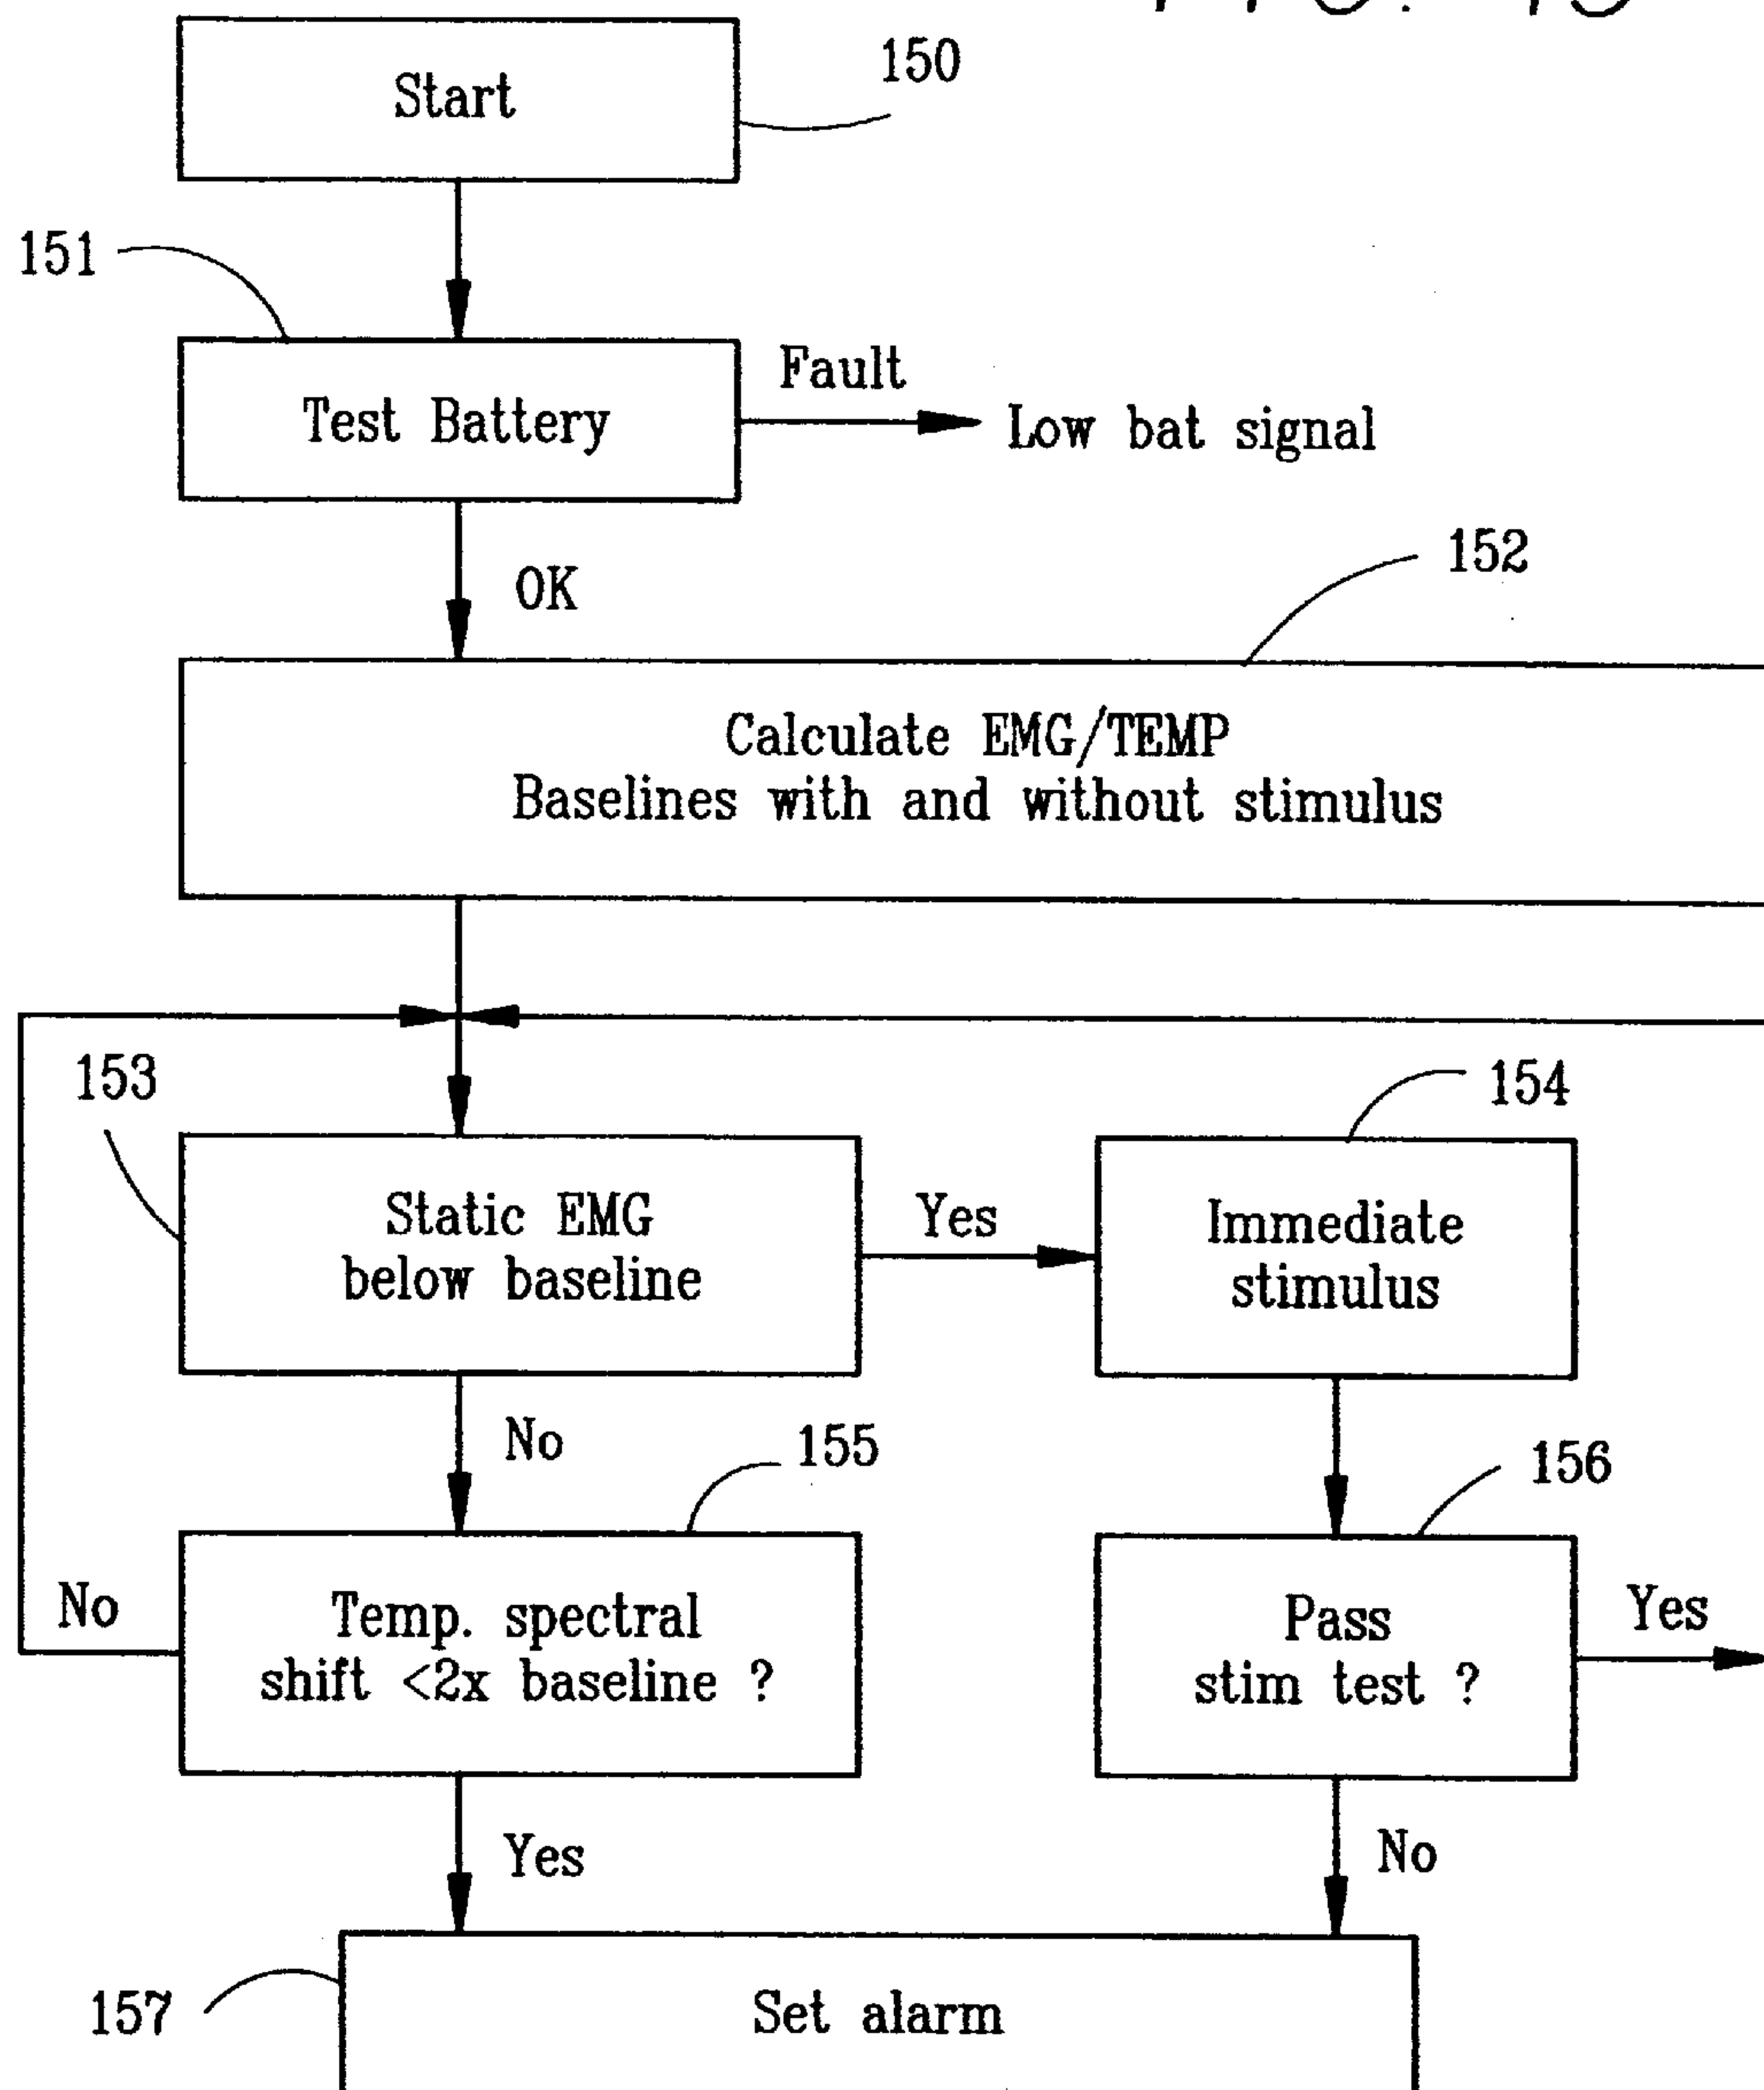 Start
150
151
Test Battery
Fault
Low bat signal
OK
152
Calculate EMG/TEMP
Baselines with and without stimulus
153
154
Static EMG
below baseline
Yes
Immediate
stimulus
No
155
156
No
Temp. spectral
shift <2x baseline ?
Pass
stim test ?
Yes
Yes
No
157
Set alarm